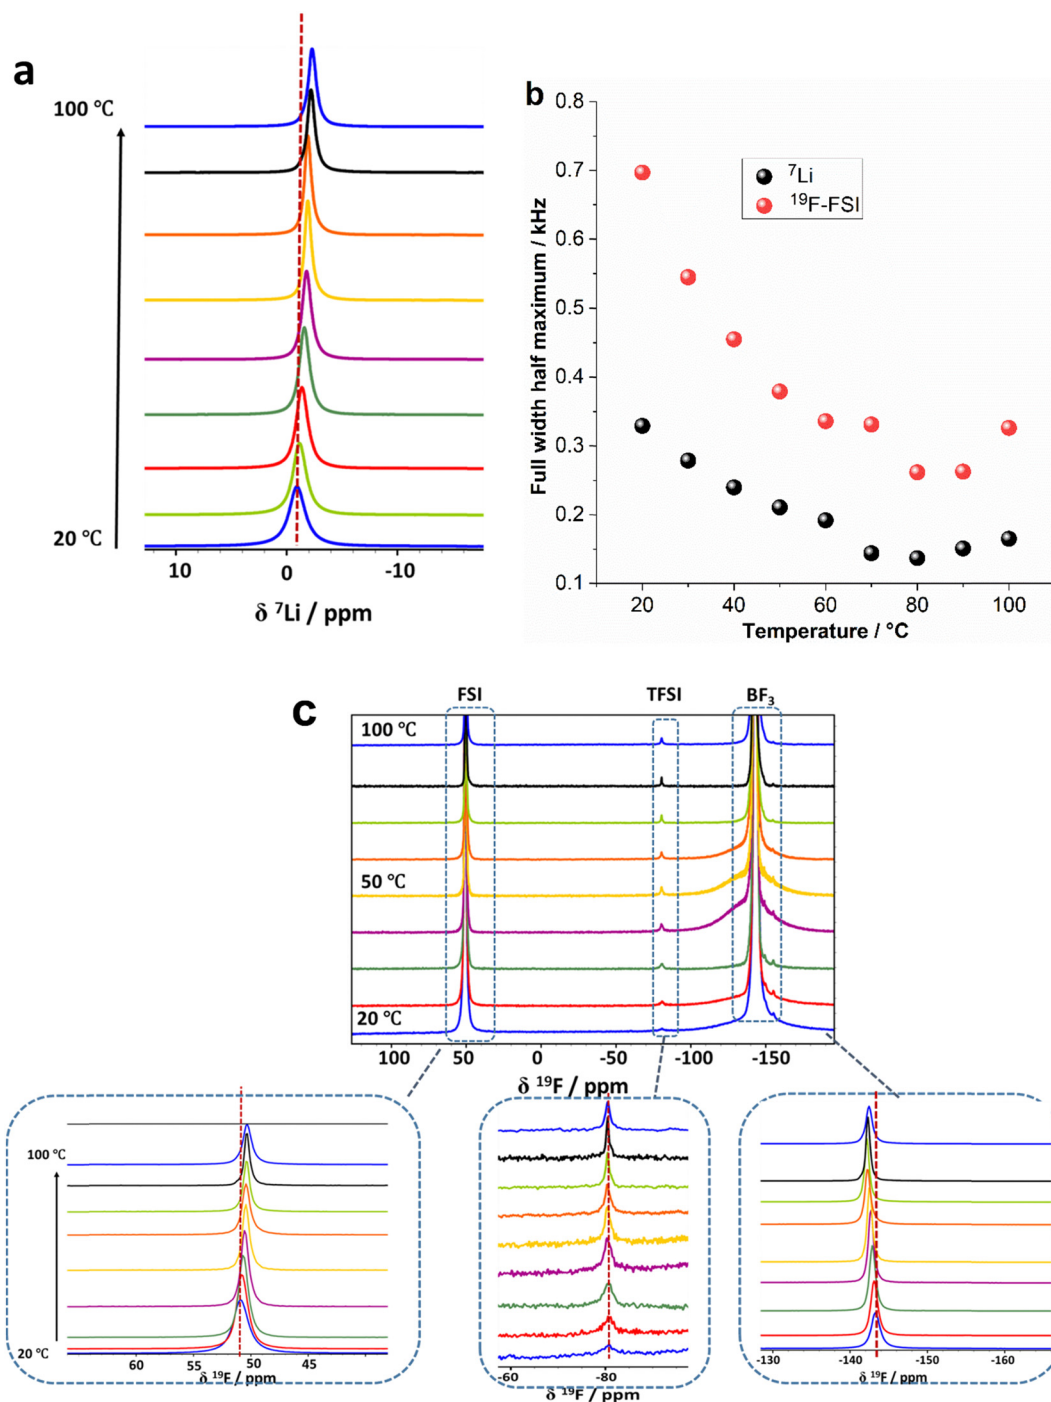 a
100 °C
20 °C
10 0 -10
δ ⁷Li / ppm
b
Full width half maximum / kHz
0.8
0.7
0.6
0.5
0.4
0.3
0.2
0.1
⁷Li
¹⁹F-FSI
20 40 60 80 100
Temperature / °C
c
FSI TFSI BF₃
100 °C
50 °C
20 °C
100 50 0 -50 -100 -150
δ ¹⁹F / ppm
100 °C
20 °C
60 55 50 45
δ ¹⁹F / ppm
-60 -80
δ ¹⁹F / ppm
-130 -140 -150 -160
δ ¹⁹F / ppm